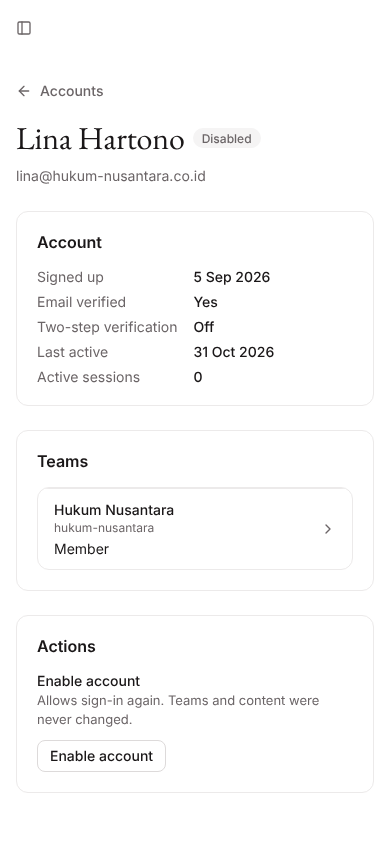 Accounts
Lina Hartono Disabled
lina@hukum-nusantara.co.id
Account
Signed up 5 Sep 2026
Email verified Yes
Two-step verification Off
Last active 31 Oct 2026
Active sessions 0
Teams
Hukum Nusantara
hukum-nusantara
Member
Actions
Enable account
Allows sign-in again. Teams and content were
never changed.
Enable account